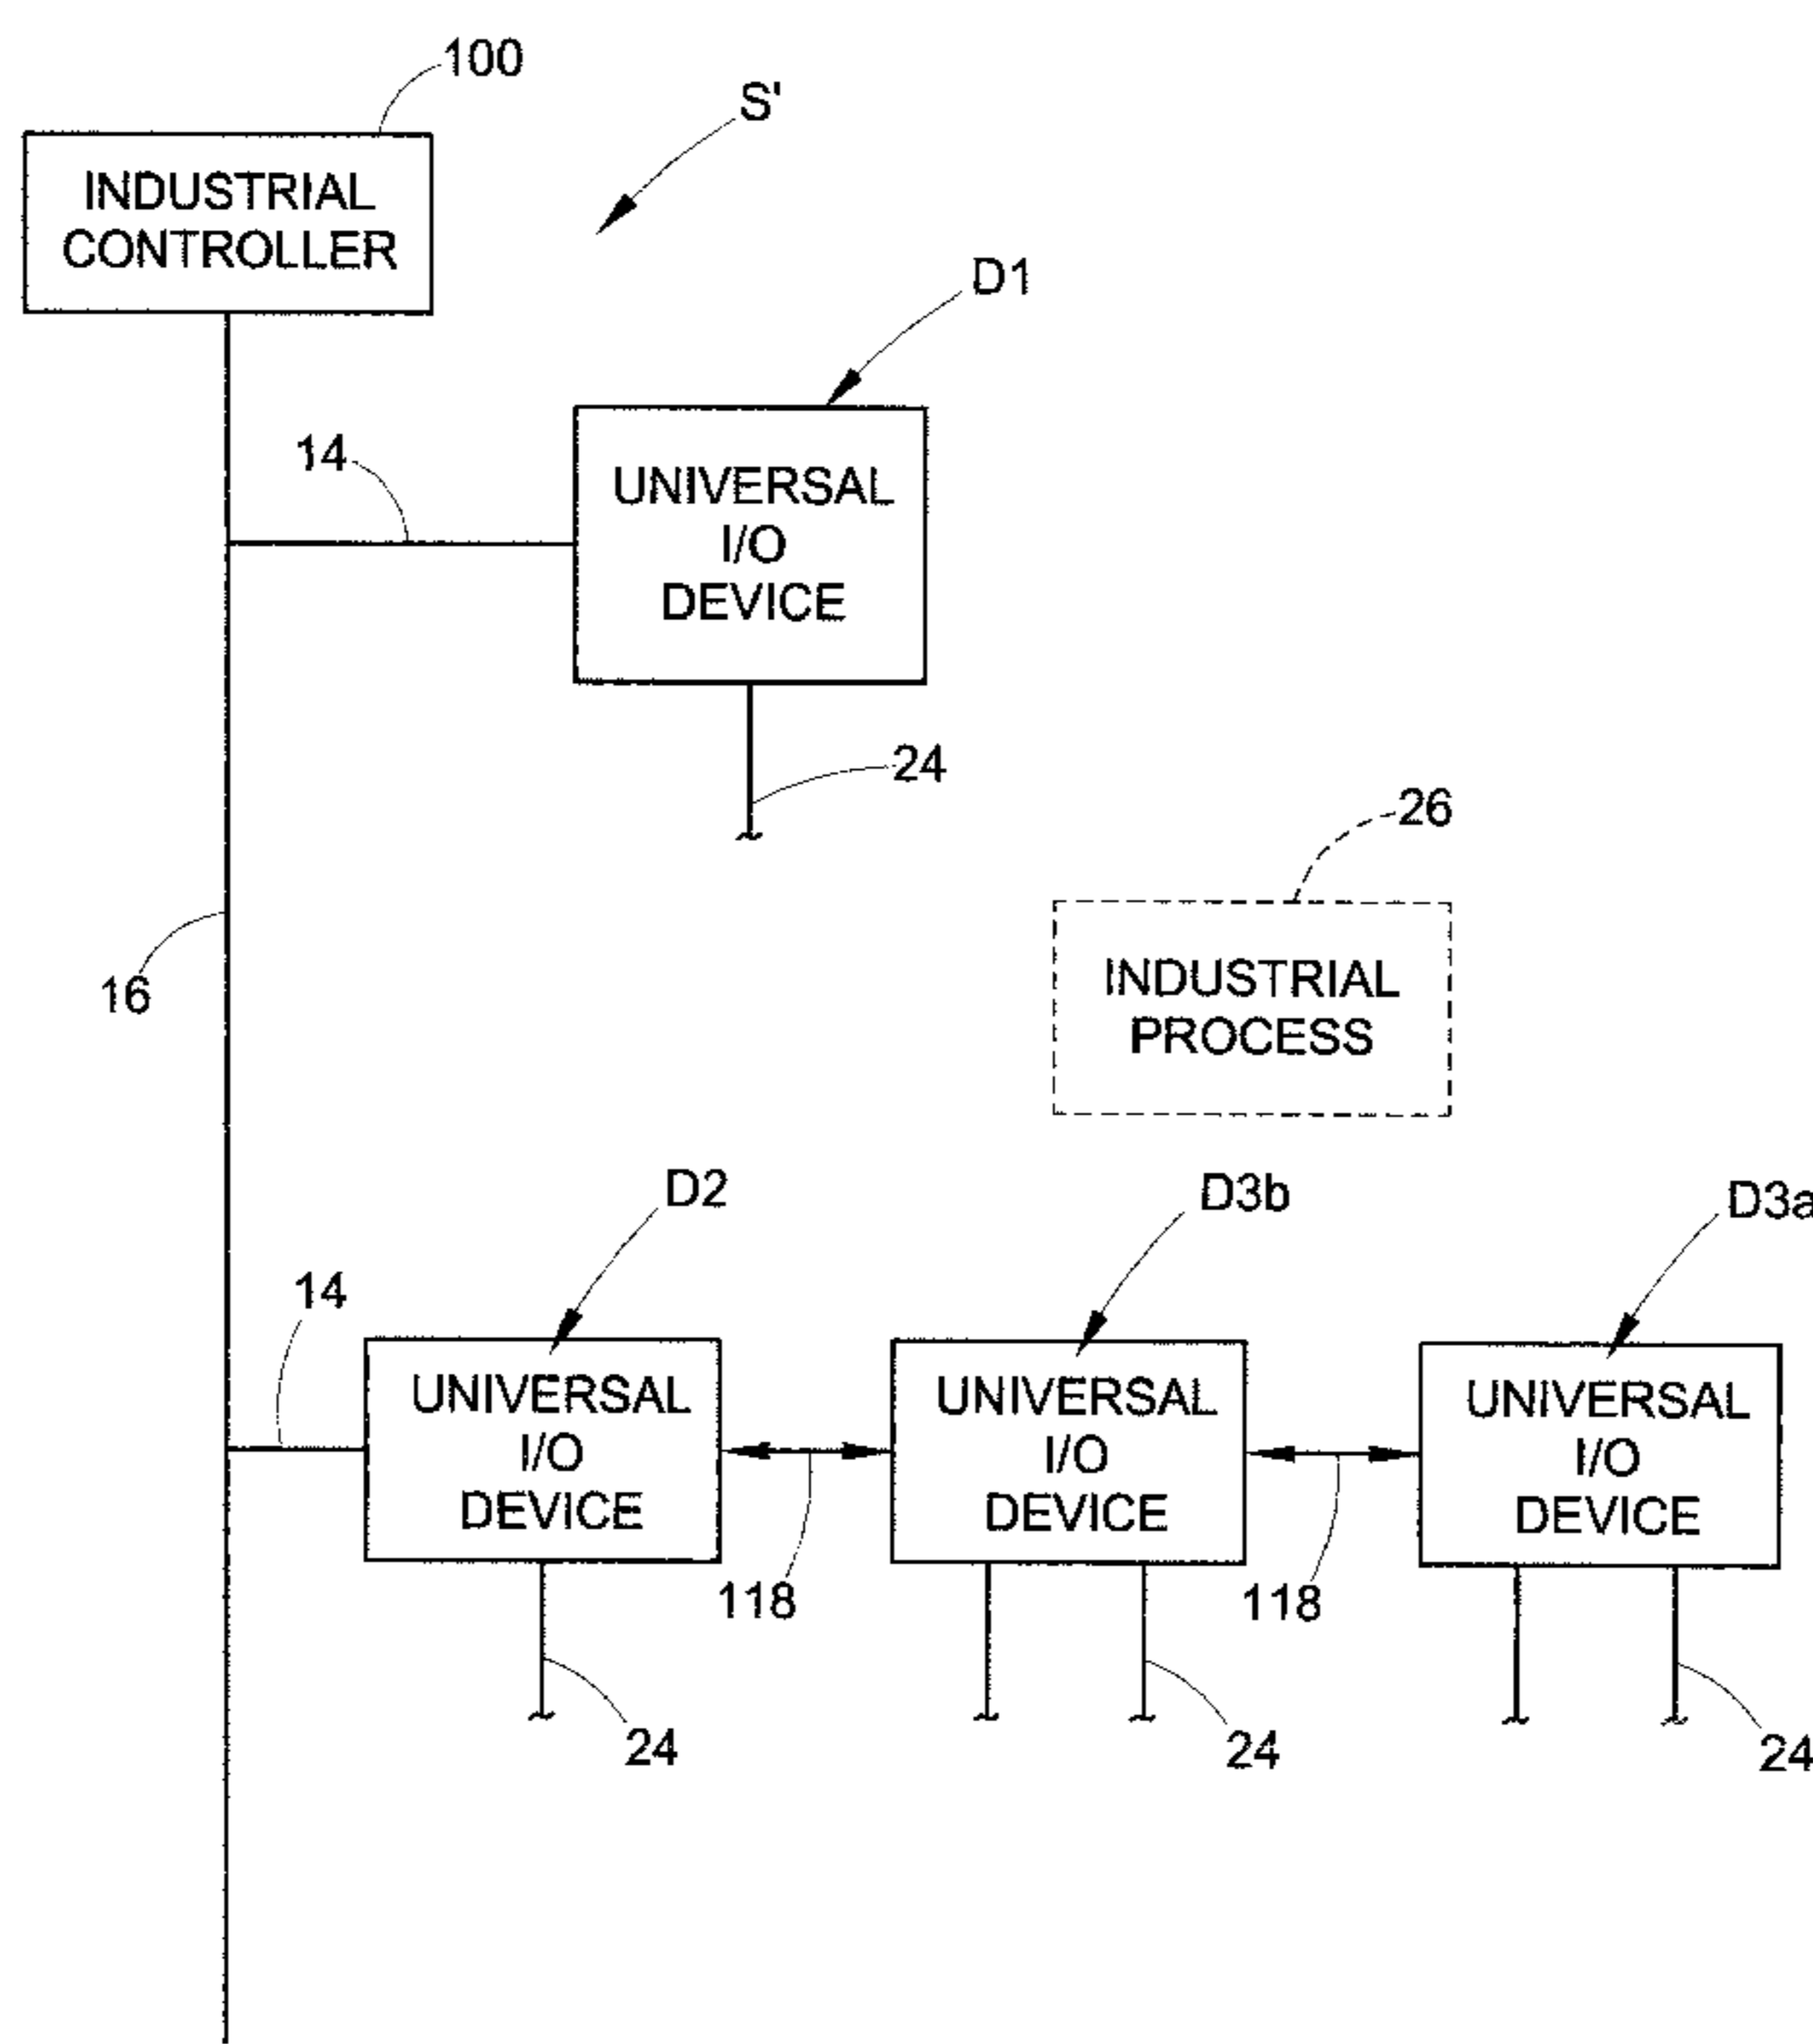 100
S'
INDUSTRIAL
CONTROLLER
D1
14
UNIVERSAL
I/O
DEVICE
24
26
16
INDUSTRIAL
PROCESS
D2
D3b
D3a
14
UNIVERSAL
I/O
DEVICE
UNIVERSAL
I/O
DEVICE
UNIVERSAL
I/O
DEVICE
118
118
24
24
24